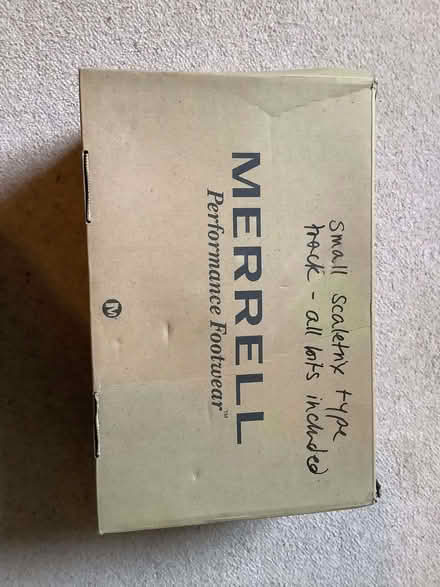 small scaletrix type
track - all bits included
MERRELL
Performance Footwear™
M